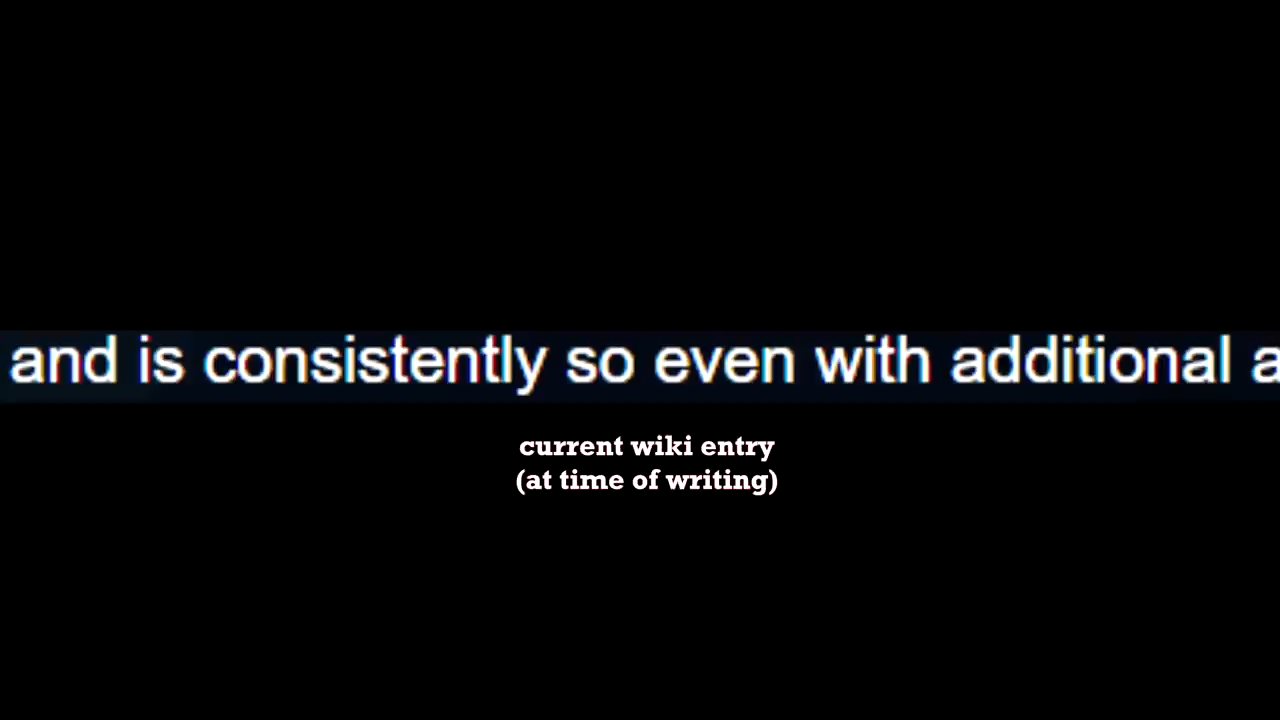 and is consistently so even with additional a
current wiki entry
(at time of writing)